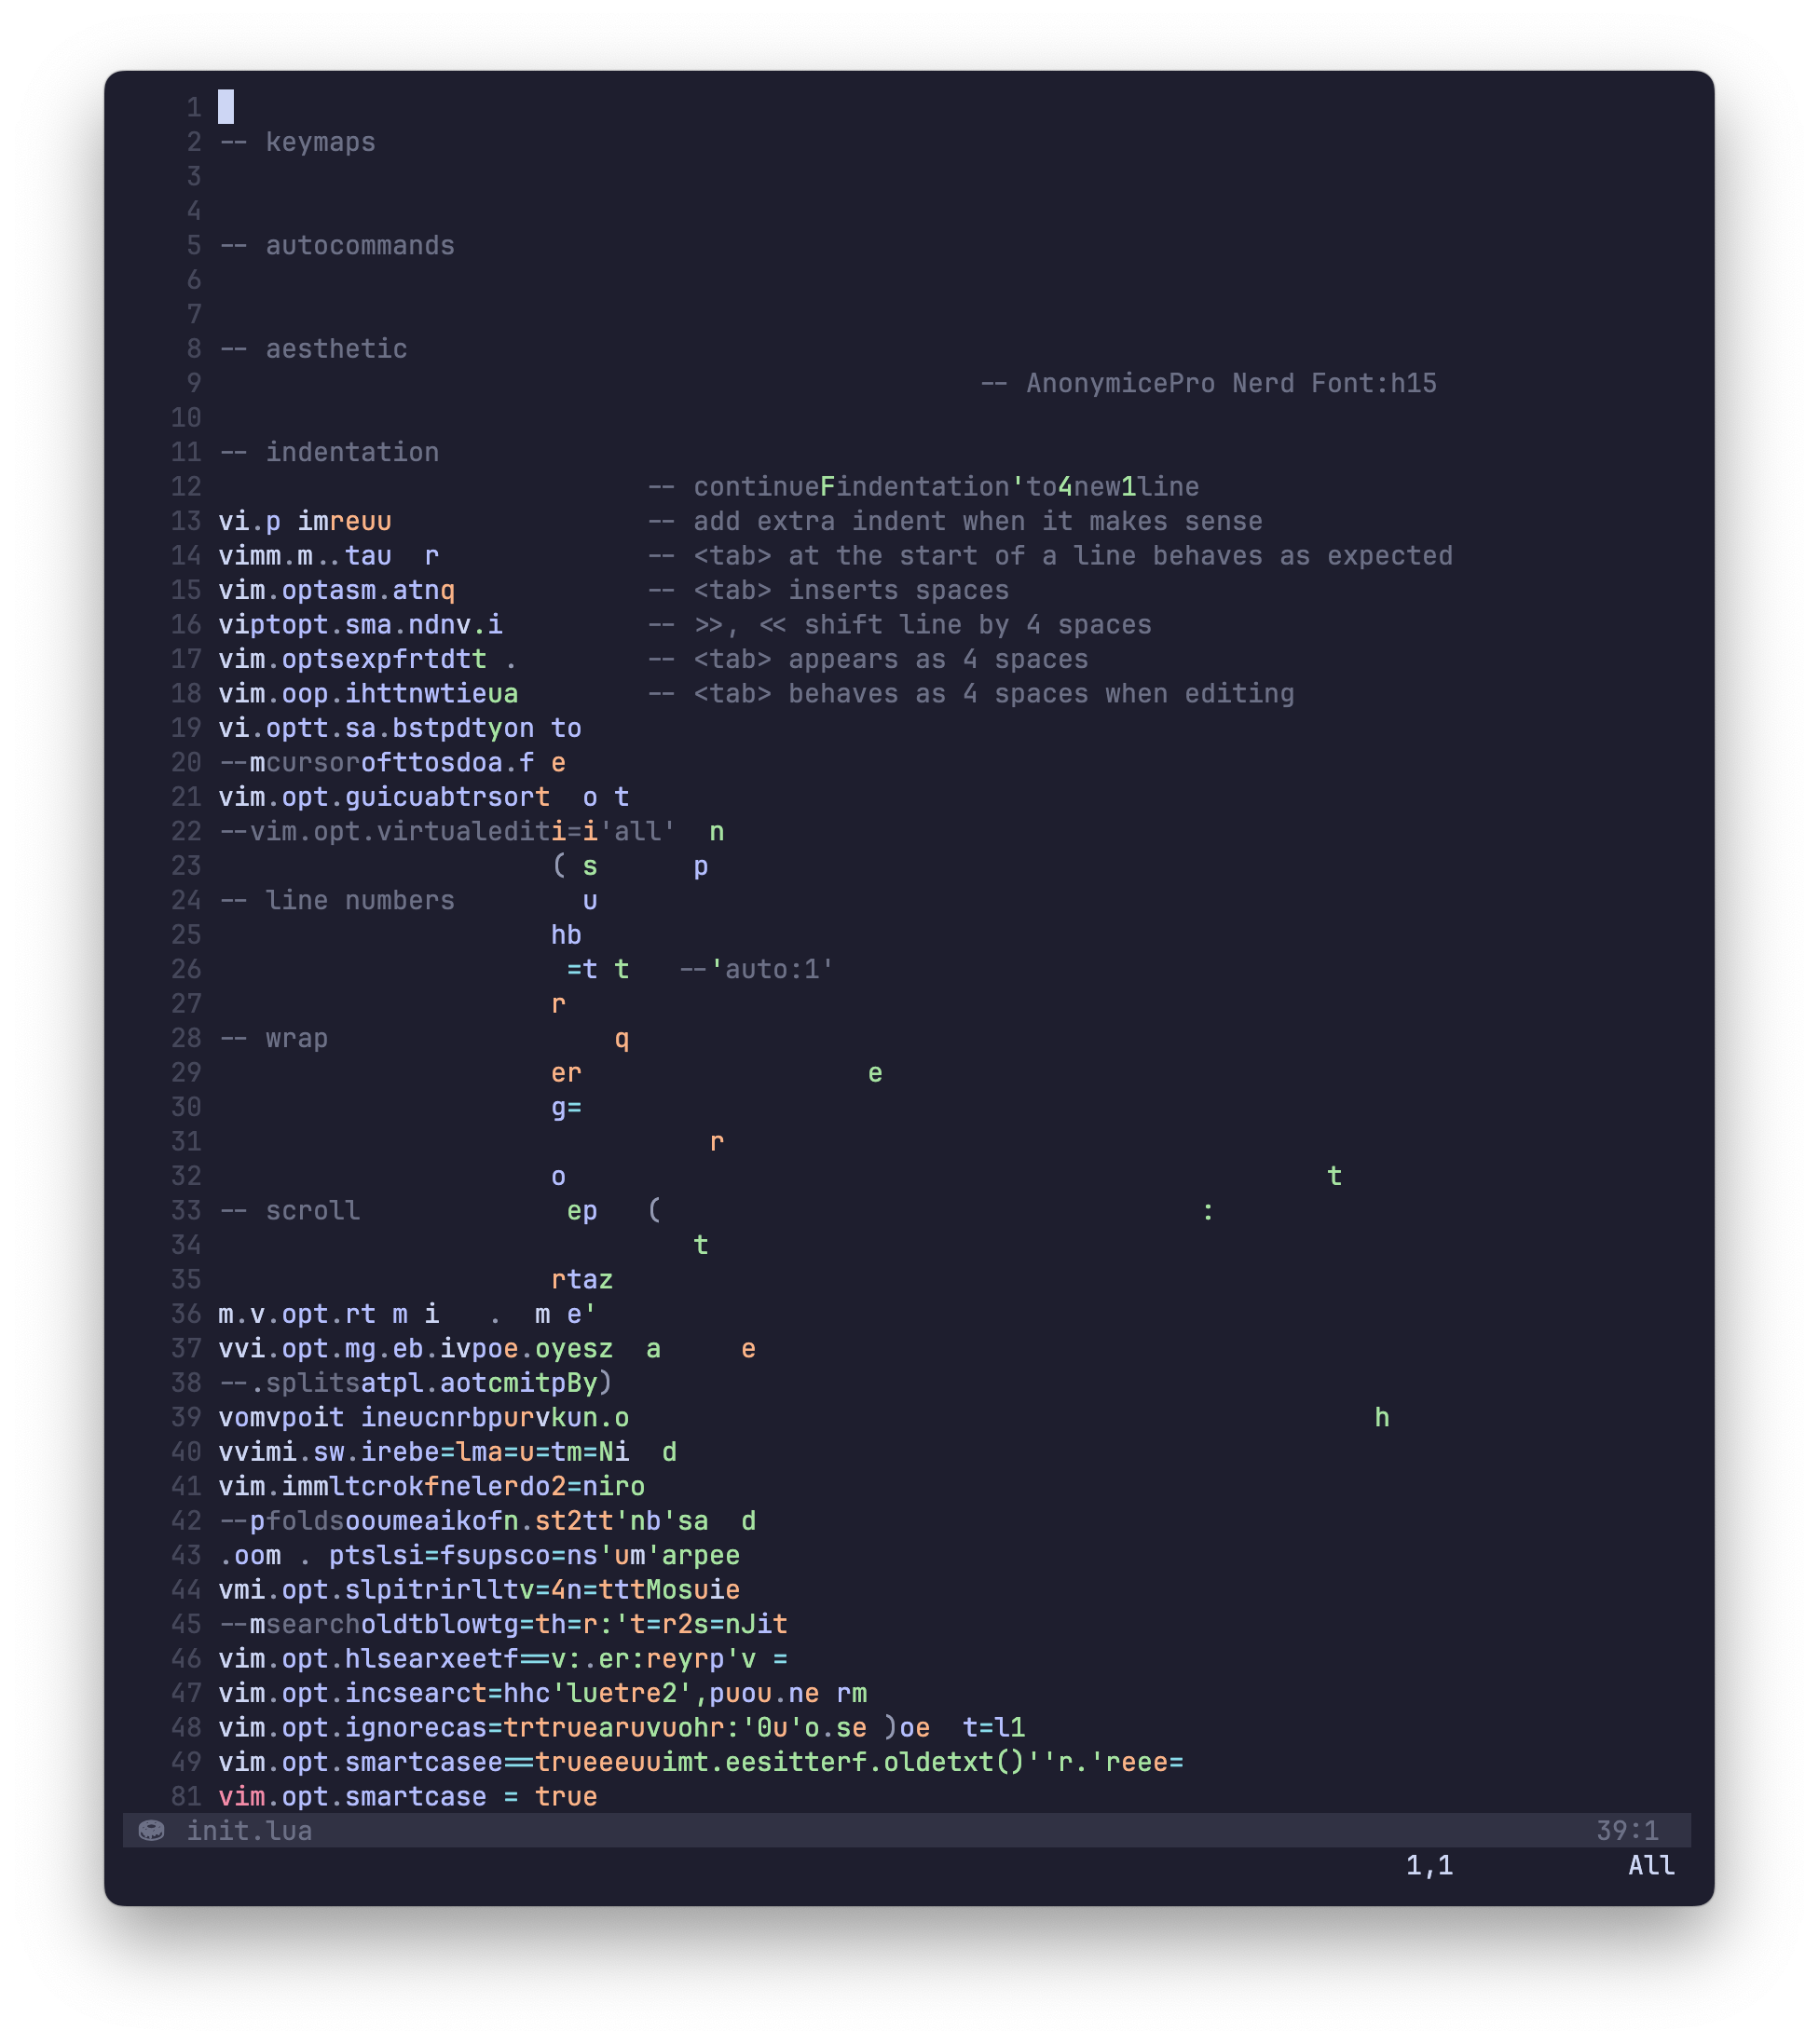 1
2 -- keymaps
3
4
5 -- autocommands
6
7
8 -- aesthetic
9 -- AnonymicePro Nerd Font:h15
10
11 -- indentation
12 -- continueFindentation'to4new1line
13 vi.p imreuu -- add extra indent when it makes sense
14 vimm.m..tau r -- <tab> at the start of a line behaves as expected
15 vim.optasm.atnq -- <tab> inserts spaces
16 viptopt.sma.ndnv.i -- >>, << shift line by 4 spaces
17 vim.optsexpfrtdtt . -- <tab> appears as 4 spaces
18 vim.oop.ihttnwtieua -- <tab> behaves as 4 spaces when editing
19 vi.optt.sa.bstpdtyon to
20 --mcursorofttosdoa.f e
21 vim.opt.guicuabtrsort o t
22 --vim.opt.virtualediti=i'all' n
23 ( s p
24 -- line numbers u
25 hb
26 =t t --'auto:1'
27 r
28 -- wrap q
29 er e
30 g=
31 r
32 o t
33 -- scroll ep ( :
34 t
35 rtaz
36 m.v.opt.rt m i . m e'
37 vvi.opt.mg.eb.ivpoe.oyesz a e
38 --.splitsatpl.aotcmitpBy)
39 vomvpoit ineucnrbpurvkun.o h
40 vvimi.sw.irebe=lma=u=tm=Ni d
41 vim.immltcrokfnelerdo2=niro
42 --pfoldsooumeaikofn.st2tt'nb'sa d
43 .oom . ptslsi=fsupsco=ns'um'arpee
44 vmi.opt.slpitrirlltv=4n=tttMosuie
45 --msearcholdtblowtg=th=r:'t=r2s=nJit
46 vim.opt.hlsearxeetf==v:.er:reyrp'v =
47 vim.opt.incsearct=hhc'luetre2',puou.ne rm
48 vim.opt.ignorecas=trtruearuvuohr:'0u'o.se )oe t=l1
49 vim.opt.smartcasee==trueeeuuimt.eesitterf.oldetxt()''r.'reee=
81 vim.opt.smartcase = true
init.lua 39:1
1,1 All